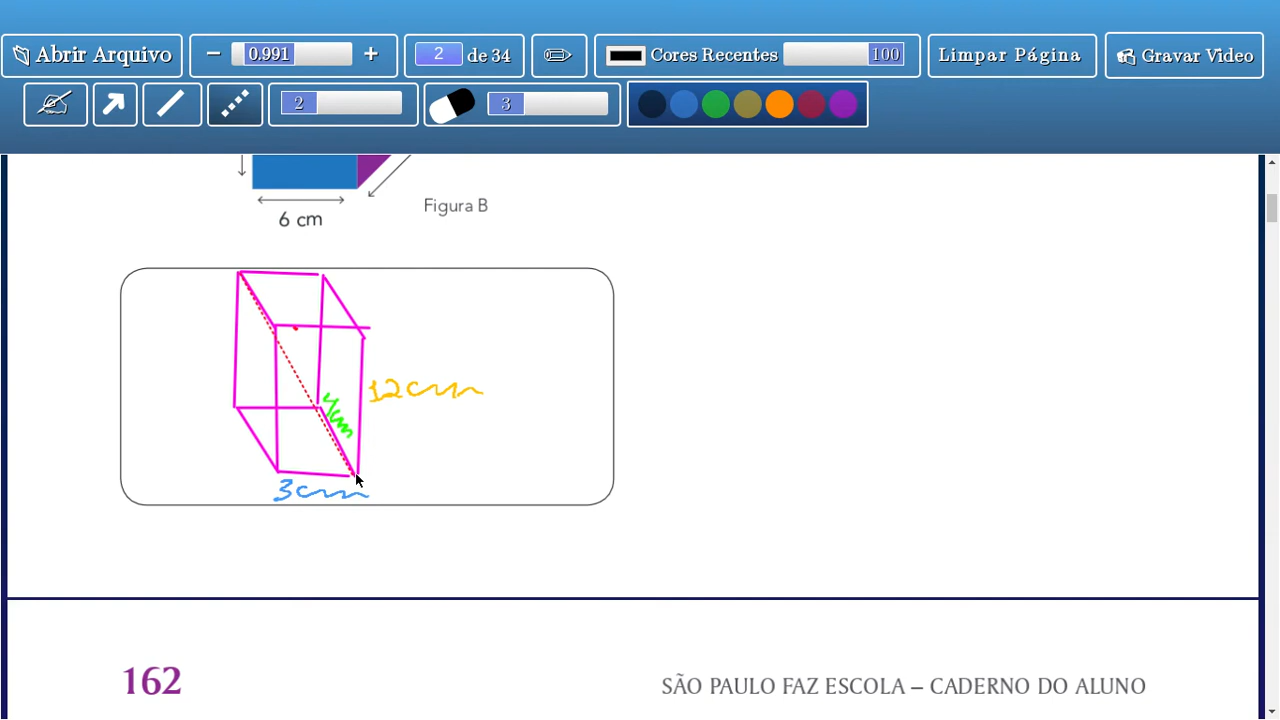 Abrir Arquivo − 0.991 + 2 de 34 Cores Recentes 100 Limpar Página Gravar Video
2 3
6 cm
Figura B
12cm
4cm
3cm
162
SÃO PAULO FAZ ESCOLA – CADERNO DO ALUNO